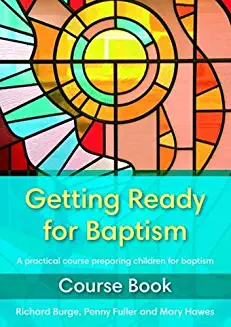 Getting Ready
for Baptism
A practical course preparing children for baptism
Course Book
Richard Burge, Penny Fuller and Mary Hawes